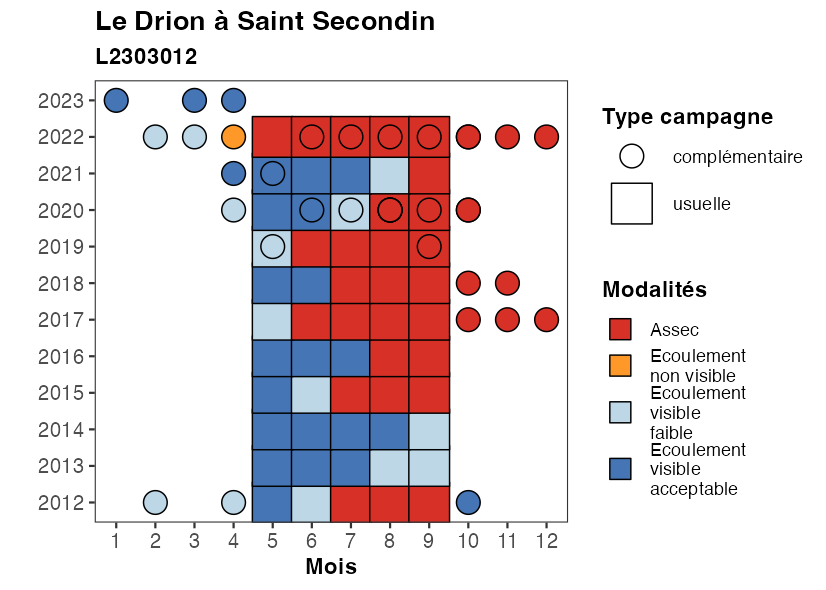 Le Drion à Saint Secondin
L2303012
2023
2022
2021
2020
2019
2018
2017
2016
2015
2014
2013
2012
1 2 3 4 5 6 7 8 9 10 11 12
Mois
Type campagne
complémentaire
usuelle
Modalités
Assec
Ecoulement
non visible
Ecoulement
visible
faible
Ecoulement
visible
acceptable